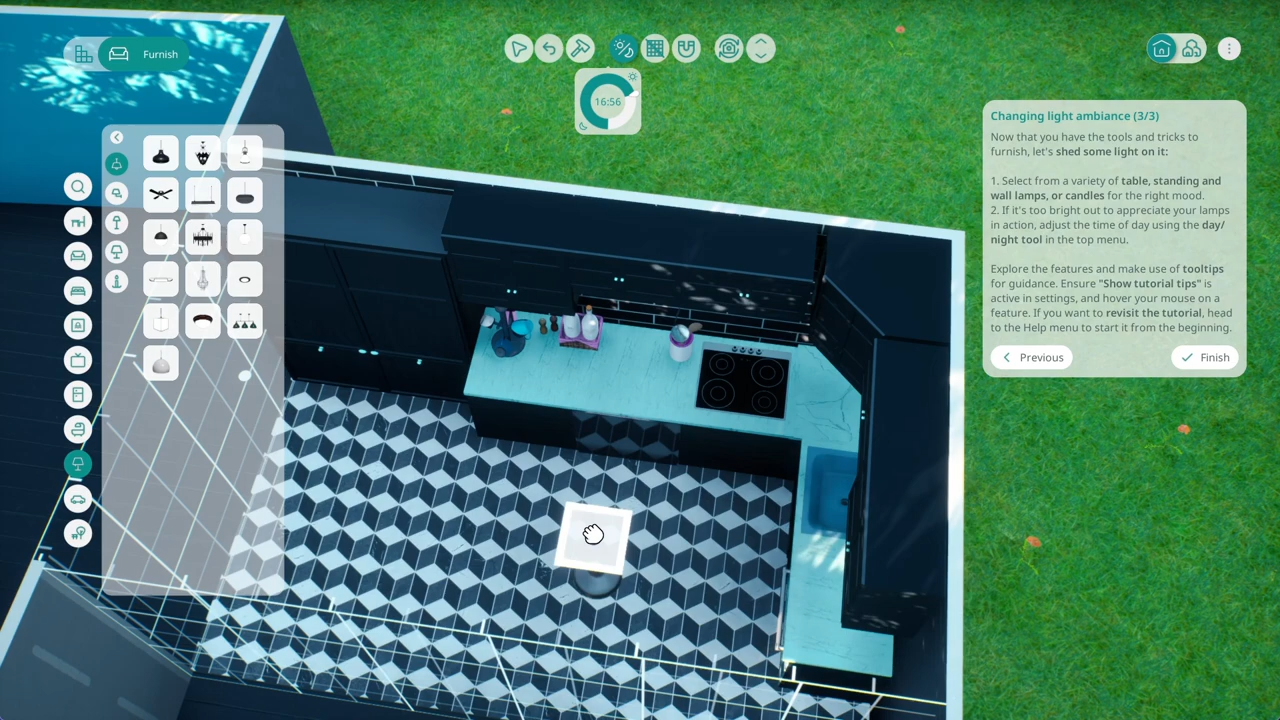 Furnish
16:56
Changing light ambiance (3/3)
Now that you have the tools and tricks to
furnish, let's shed some light on it:
1. Select from a variety of table, standing and
wall lamps, or candles for the right mood.
2. If it's too bright out to appreciate your lamps
in action, adjust the time of day using the day/
night tool in the top menu.
Explore the features and make use of tooltips
for guidance. Ensure "Show tutorial tips" is
active in settings, and hover your mouse on a
feature. If you want to revisit the tutorial, head
to the Help menu to start it from the beginning.
Previous
Finish